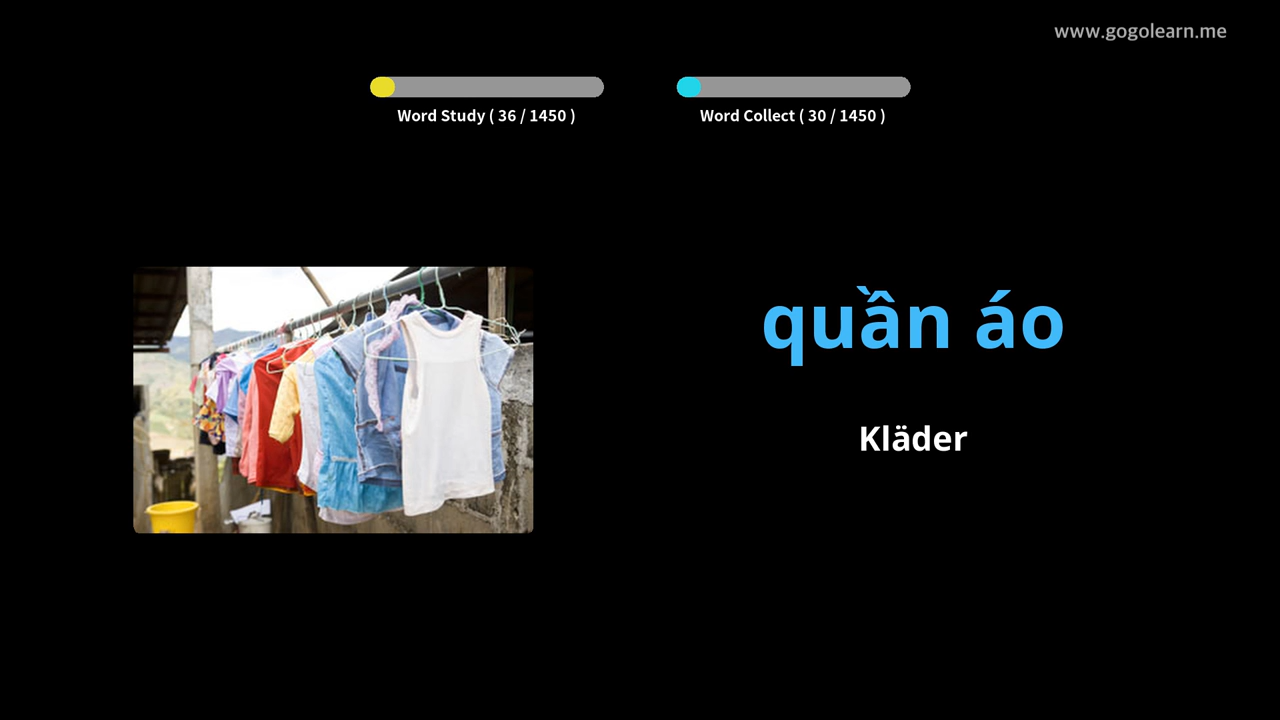 www.gogolearn.me
Word Study ( 36 / 1450 )
Word Collect ( 30 / 1450 )
quần áo
Kläder